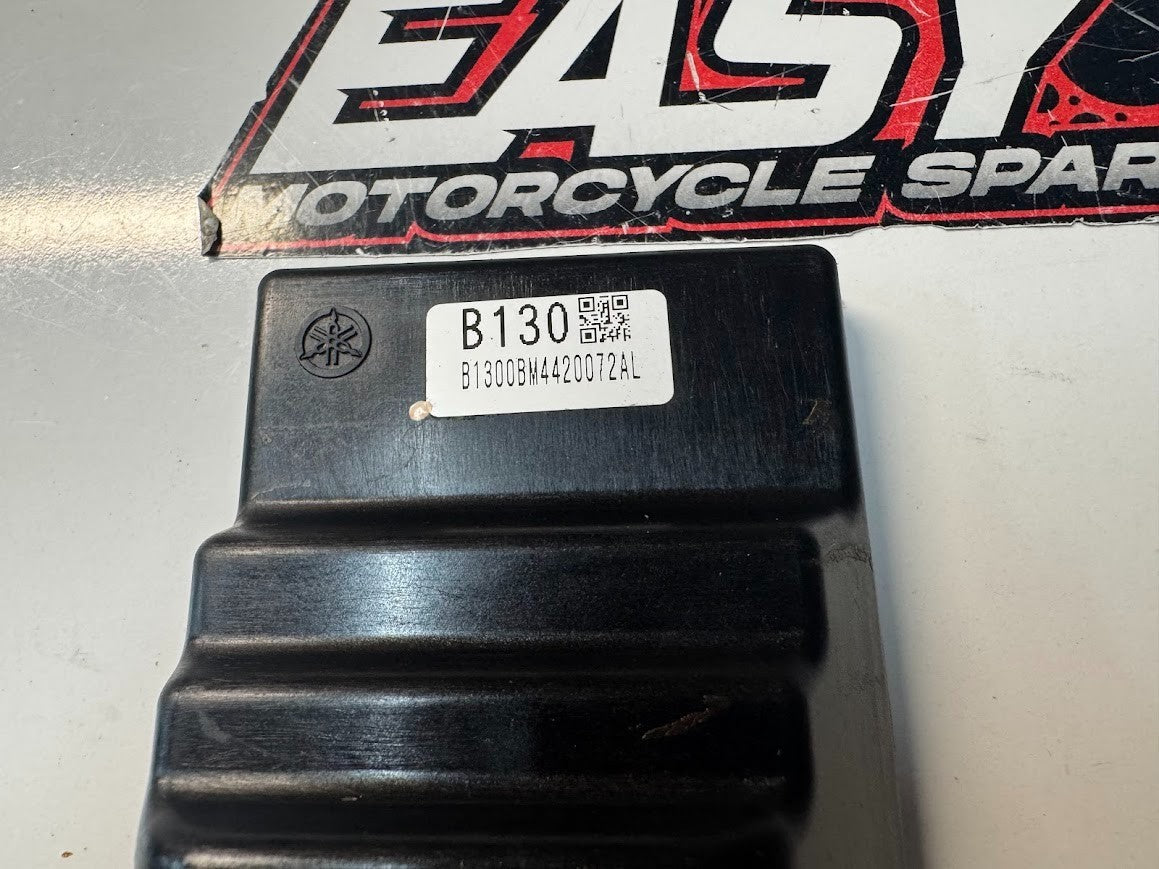 EASY
MOTORCYCLE SPAR
B130
B1300BM4420072AL